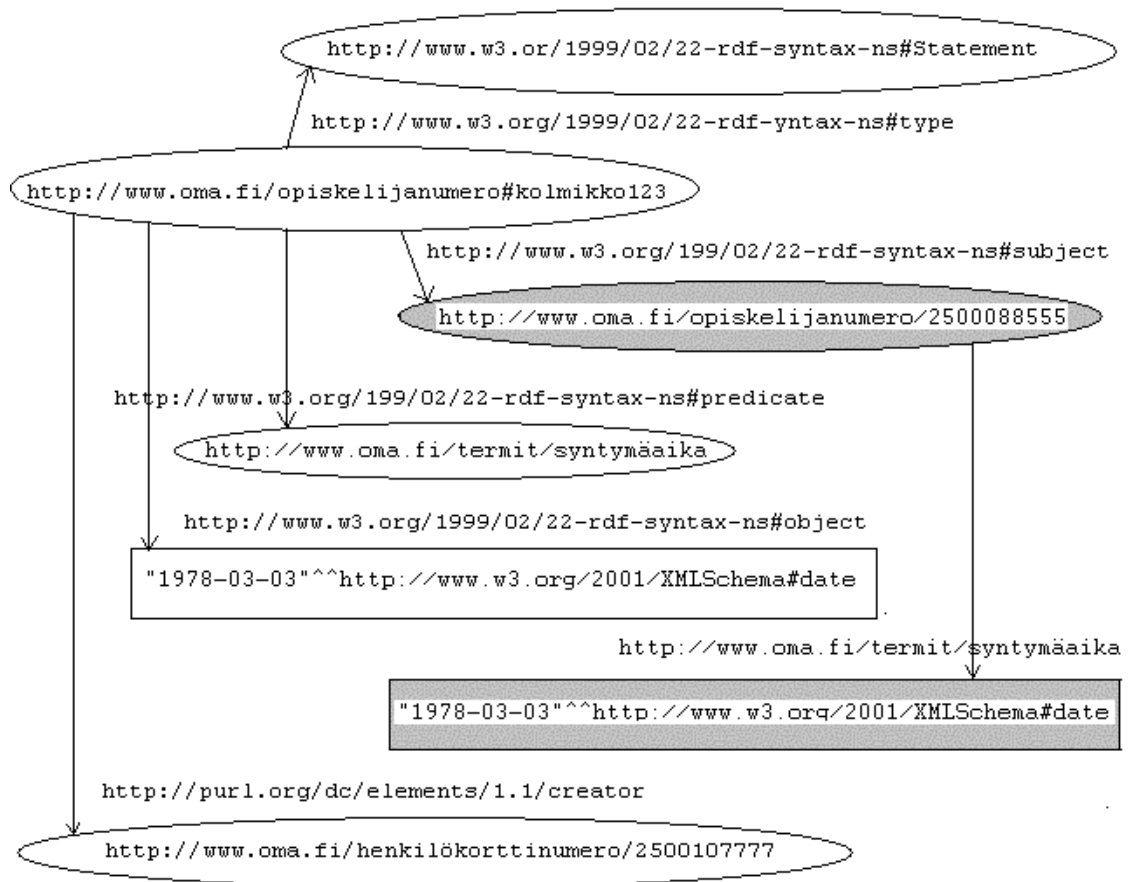 http://www.w3.or/1999/02/22-rdf-syntax-ns#Statement
http://www.w3.org/1999/02/22-rdf-yntax-ns#type
http://www.oma.fi/opiskelijanumero#kolmikko123
http://www.w3.org/199/02/22-rdf-syntax-ns#subject
http://www.oma.fi/opiskelijanumero/2500088555
http://www.w3.org/199/02/22-rdf-syntax-ns#predicate
http://www.oma.fi/termit/syntymäaika
http://www.w3.org/1999/02/22-rdf-syntax-ns#object
"1978-03-03"^^http://www.w3.org/2001/XMLSchema#date
http://www.oma.fi/termit/syntymäaika
"1978-03-03"^^http://www.w3.org/2001/XMLSchema#date
http://purl.org/dc/elements/1.1/creator
http://www.oma.fi/henkilökorttinumero/2500107777